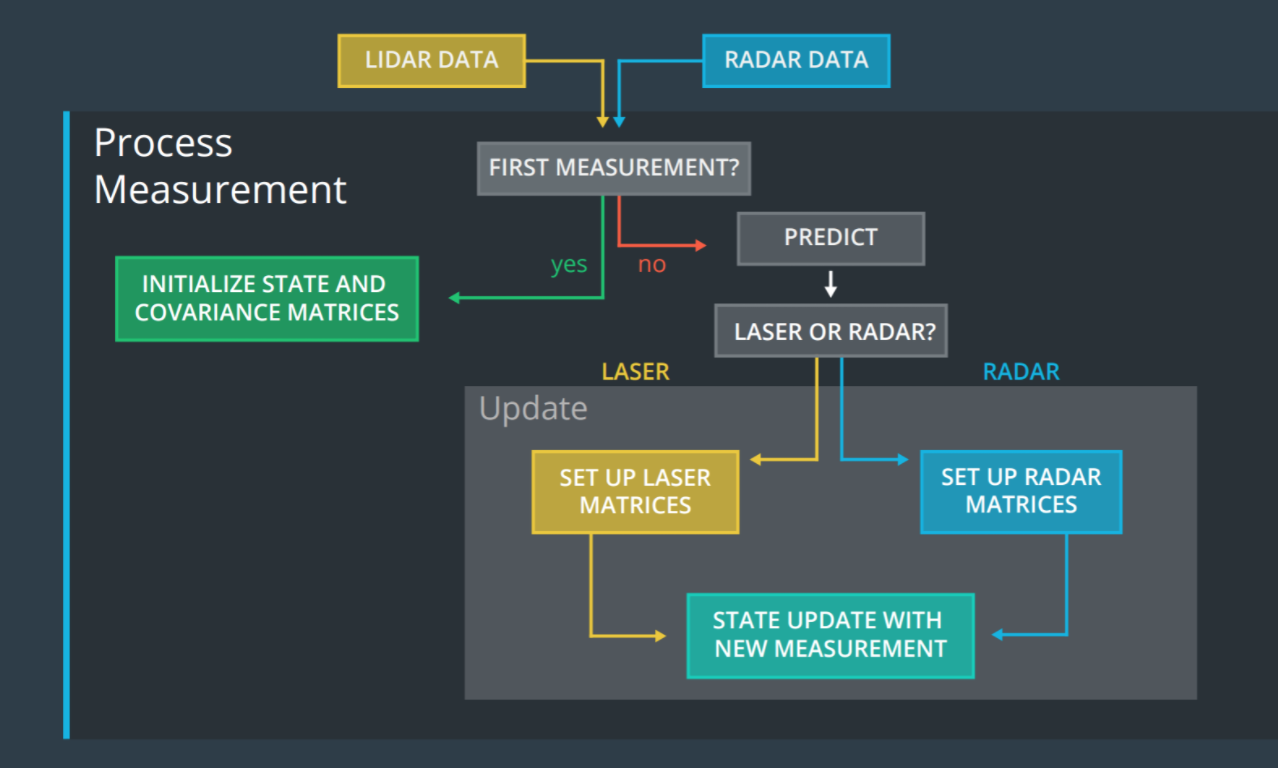 LIDAR DATA
RADAR DATA
Process
Measurement
FIRST MEASUREMENT?
PREDICT
yes
no
INITIALIZE STATE AND
COVARIANCE MATRICES
LASER OR RADAR?
LASER
RADAR
Update
SET UP LASER
MATRICES
SET UP RADAR
MATRICES
STATE UPDATE WITH
NEW MEASUREMENT